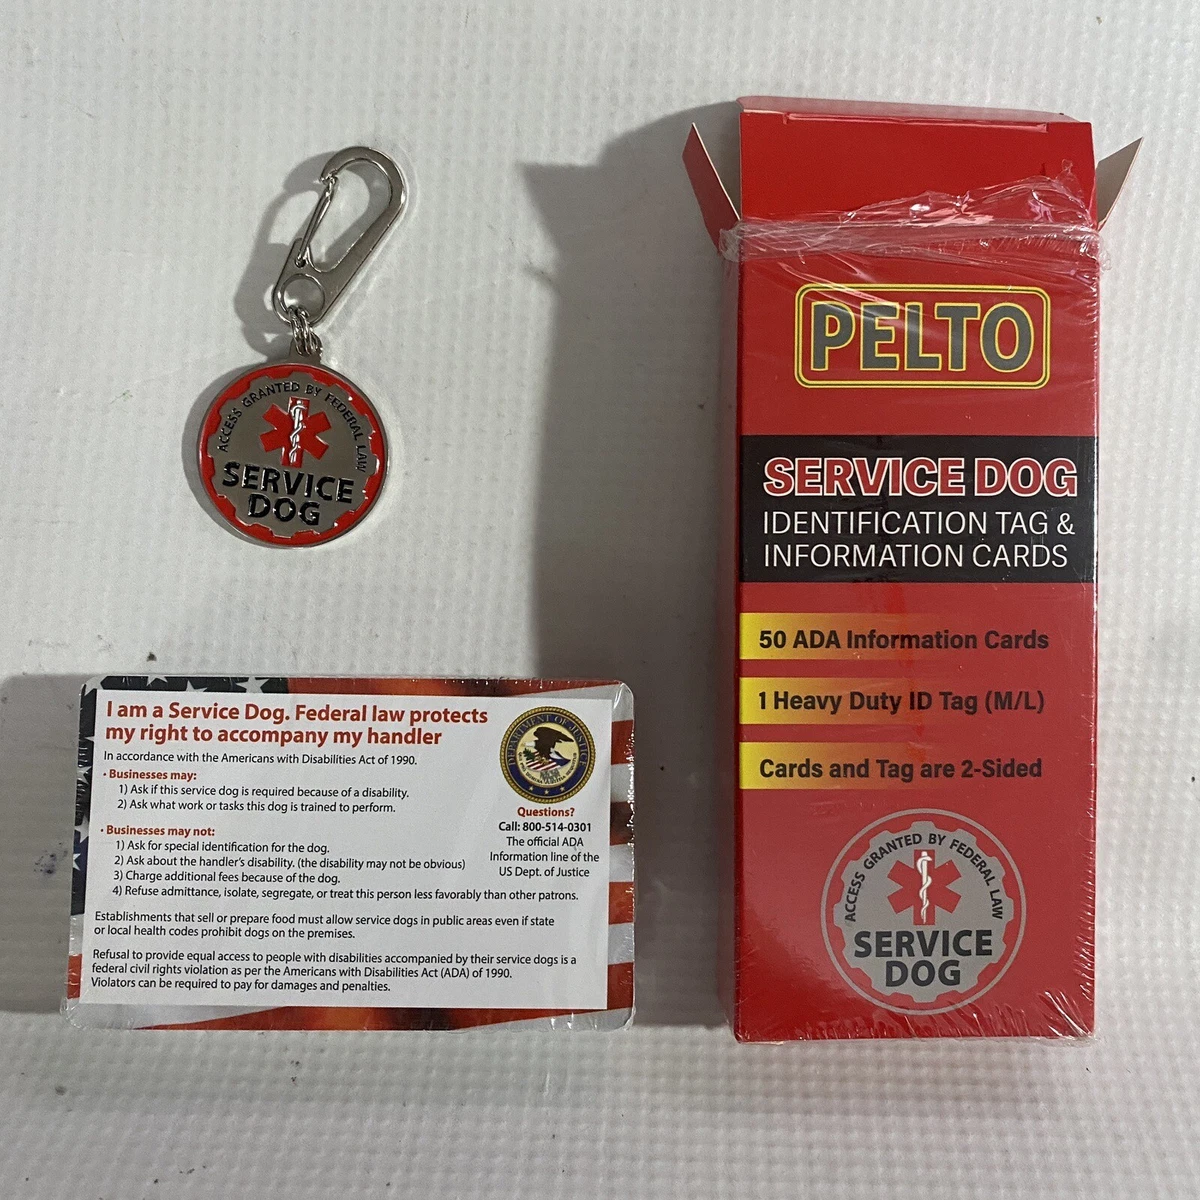 ACCESS GRANTED BY FEDERAL LAW
SERVICE
DOG
PELTO
SERVICE DOG
IDENTIFICATION TAG &
INFORMATION CARDS
50 ADA Information Cards
1 Heavy Duty ID Tag (M/L)
Cards and Tag are 2-Sided
ACCESS GRANTED BY FEDERAL LAW
SERVICE
DOG
I am a Service Dog. Federal law protects
my right to accompany my handler
In accordance with the Americans with Disabilities Act of 1990.
• Businesses may:
1) Ask if this service dog is required because of a disability.
2) Ask what work or tasks this dog is trained to perform.
• Businesses may not:
1) Ask for special identification for the dog.
2) Ask about the handler's disability. (the disability may not be obvious)
3) Charge additional fees because of the dog.
4) Refuse admittance, isolate, segregate, or treat this person less favorably than other patrons.
Establishments that sell or prepare food must allow service dogs in public areas even if state
or local health codes prohibit dogs on the premises.
Refusal to provide equal access to people with disabilities accompanied by their service dogs is a
federal civil rights violation as per the Americans with Disabilities Act (ADA) of 1990.
Violators can be required to pay for damages and penalties.
DEPARTMENT OF JUSTICE
Questions?
Call: 800-514-0301
The official ADA
Information line of the
US Dept. of Justice